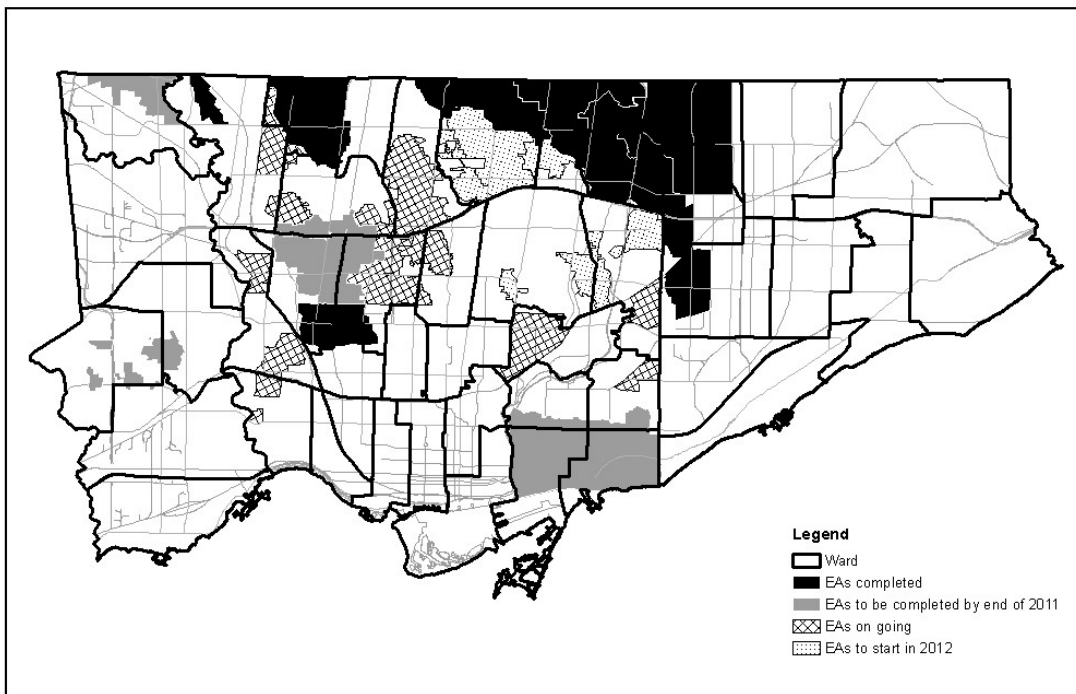 Legend
Ward
EAs completed
EAs to be completed by end of 2011
EAs on going
EAs to start in 2012